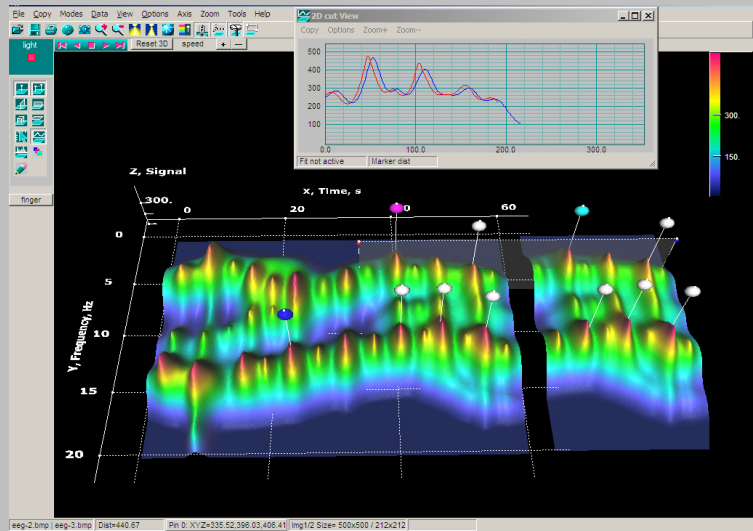 File Copy Modes Data View Options Axis Zoom Tools Help
2D cut View
Copy Options Zoom+ Zoom--
light
Reset 3D speed + --
500
400
300
200
100
0.0 100.0 200.0 300.0
Fit not active Marker dist
300.
150.
finger
Z, Signal
X, Time, s
300.
0 20 40 60
0
5
10
15
20
Y, Frequency, Hz
eeg-2.bmp eeg-3.bmp Dist=440.67 Pin 0: XYZ=335.52,396.03,406.41 Img1/2 Size= 500x500 / 212x212